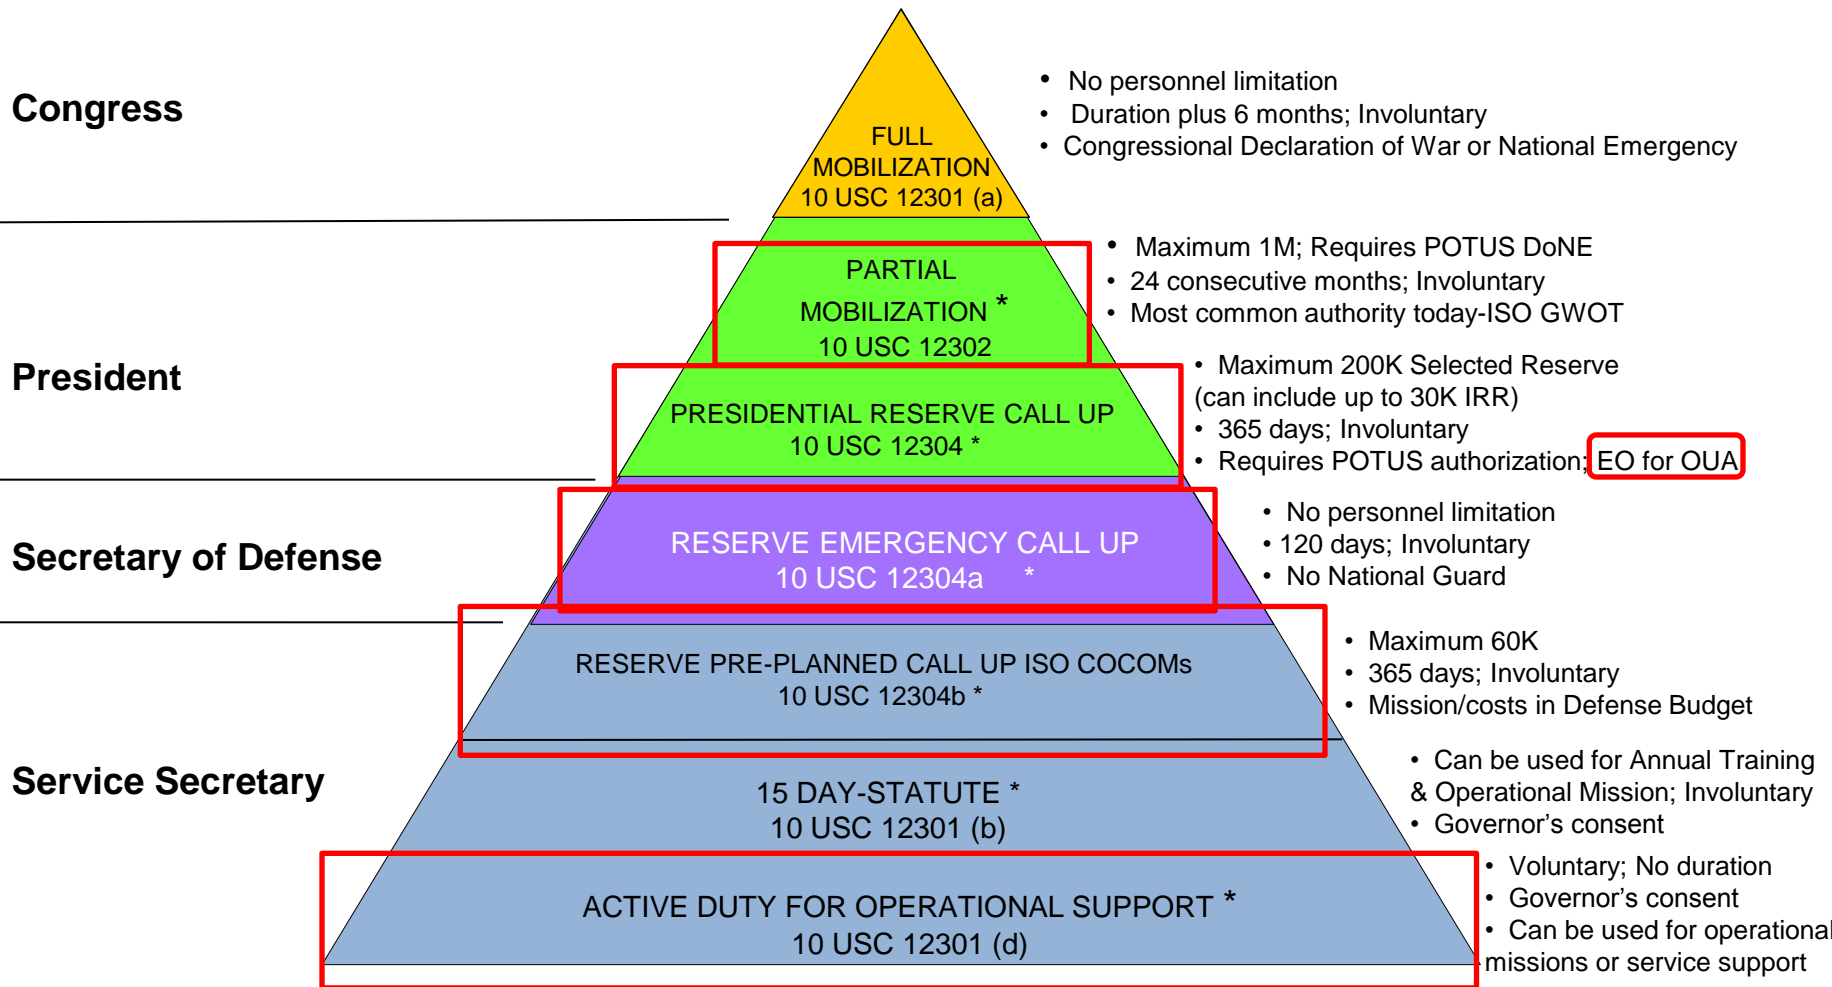 Congress
FULL
MOBILIZATION
10 USC 12301 (a)
• No personnel limitation
• Duration plus 6 months; Involuntary
• Congressional Declaration of War or National Emergency
President
PARTIAL
MOBILIZATION *
10 USC 12302
• Maximum 1M; Requires POTUS DoNE
• 24 consecutive months; Involuntary
• Most common authority today-ISO GWOT
PRESIDENTIAL RESERVE CALL UP
10 USC 12304 *
• Maximum 200K Selected Reserve
(can include up to 30K IRR)
• 365 days; Involuntary
• Requires POTUS authorization; EO for OUA
Secretary of Defense
RESERVE EMERGENCY CALL UP
10 USC 12304a *
• No personnel limitation
• 120 days; Involuntary
• No National Guard
Service Secretary
RESERVE PRE-PLANNED CALL UP ISO COCOMs
10 USC 12304b *
• Maximum 60K
• 365 days; Involuntary
• Mission/costs in Defense Budget
15 DAY-STATUTE *
10 USC 12301 (b)
• Can be used for Annual Training
& Operational Mission; Involuntary
• Governor’s consent
ACTIVE DUTY FOR OPERATIONAL SUPPORT *
10 USC 12301 (d)
• Voluntary; No duration
• Governor’s consent
• Can be used for operational
missions or service support